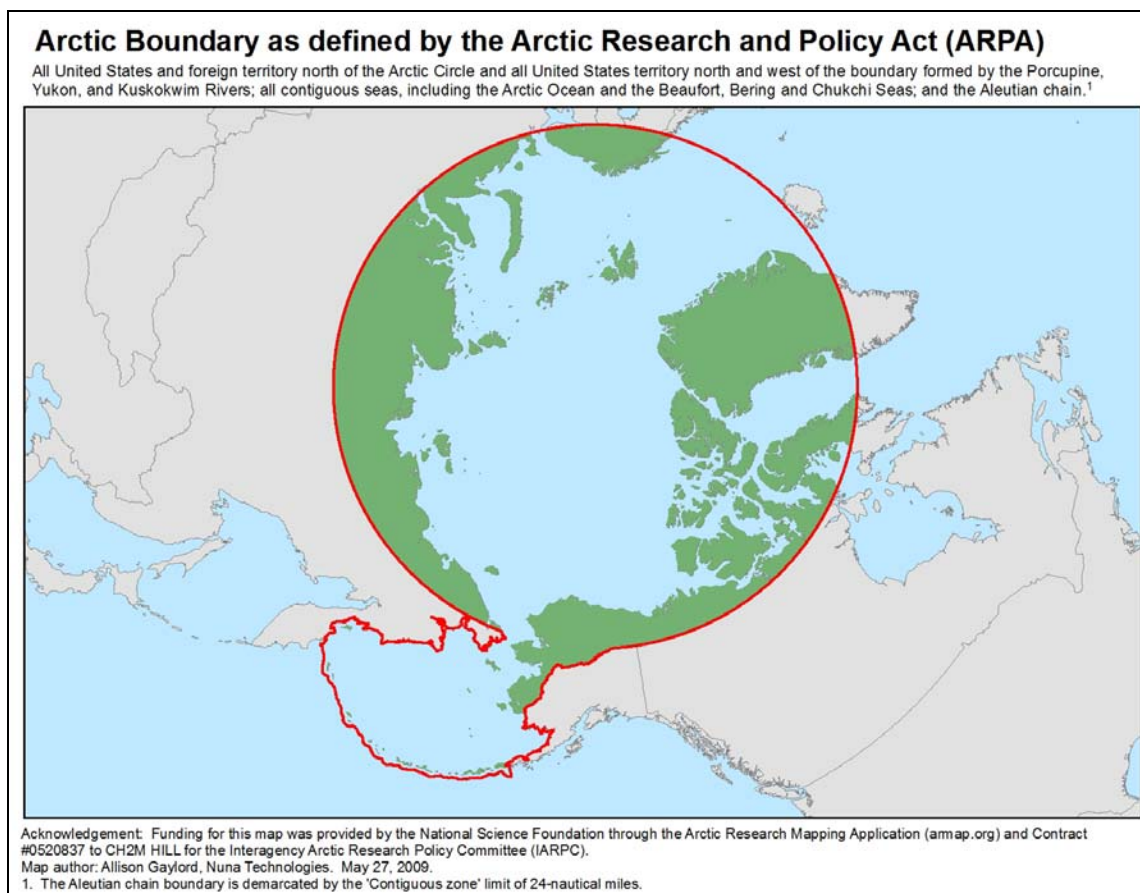 Arctic Boundary as defined by the Arctic Research and Policy Act (ARPA)
All United States and foreign territory north of the Arctic Circle and all United States territory north and west of the boundary formed by the Porcupine,
Yukon, and Kuskokwim Rivers; all contiguous seas, including the Arctic Ocean and the Beaufort, Bering and Chukchi Seas; and the Aleutian chain.¹
Acknowledgement: Funding for this map was provided by the National Science Foundation through the Arctic Research Mapping Application (armap.org) and Contract
#0520837 to CH2M HILL for the Interagency Arctic Research Policy Committee (IARPC).
Map author: Allison Gaylord, Nuna Technologies. May 27, 2009.
1. The Aleutian chain boundary is demarcated by the 'Contiguous zone' limit of 24-nautical miles.